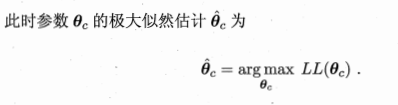 此时参数 θ_c 的极大似然估计 θ̂_c 为
θ̂_c = arg max LL(θ_c) .
θ_c